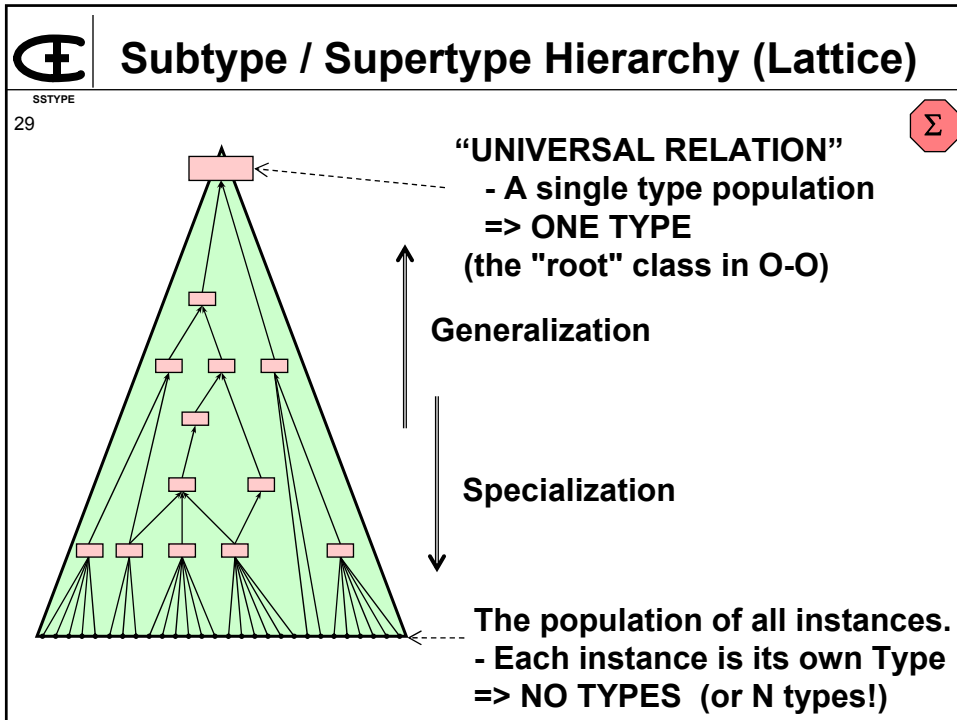 Subtype / Supertype Hierarchy (Lattice)
SSTYPE
29
Σ
“UNIVERSAL RELATION”
- A single type population
=> ONE TYPE
(the "root" class in O-O)
Generalization
Specialization
The population of all instances.
- Each instance is its own Type
=> NO TYPES (or N types!)